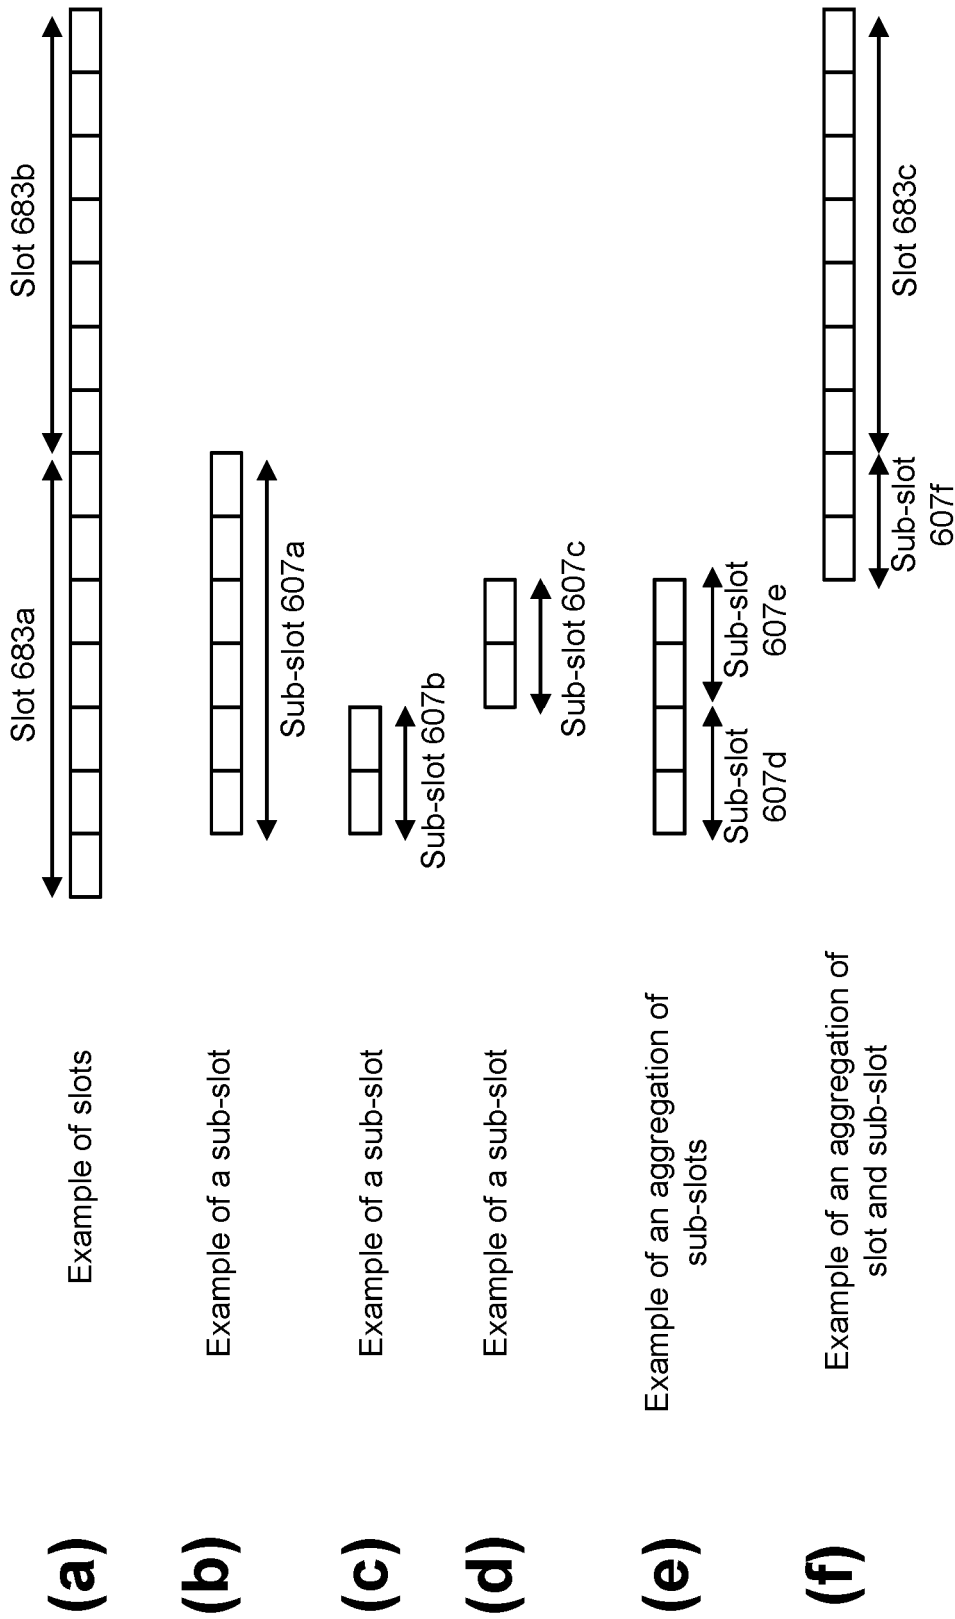 (a)
Example of slots
Slot 683a
Slot 683b
(b)
Example of a sub-slot
Sub-slot 607a
(c)
Example of a sub-slot
Sub-slot 607b
(d)
Example of a sub-slot
Sub-slot 607c
(e)
Example of an aggregation of
sub-slots
Sub-slot
607d
Sub-slot
607e
(f)
Example of an aggregation of
slot and sub-slot
Sub-slot
607f
Slot 683c